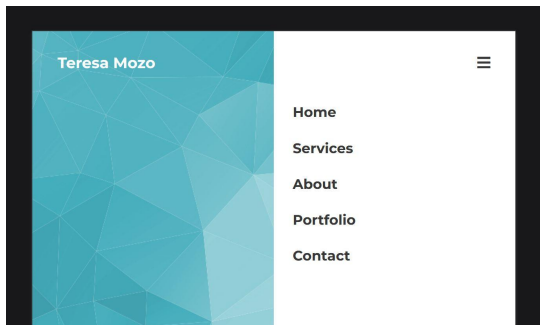 Teresa Mozo
Home
Services
About
Portfolio
Contact